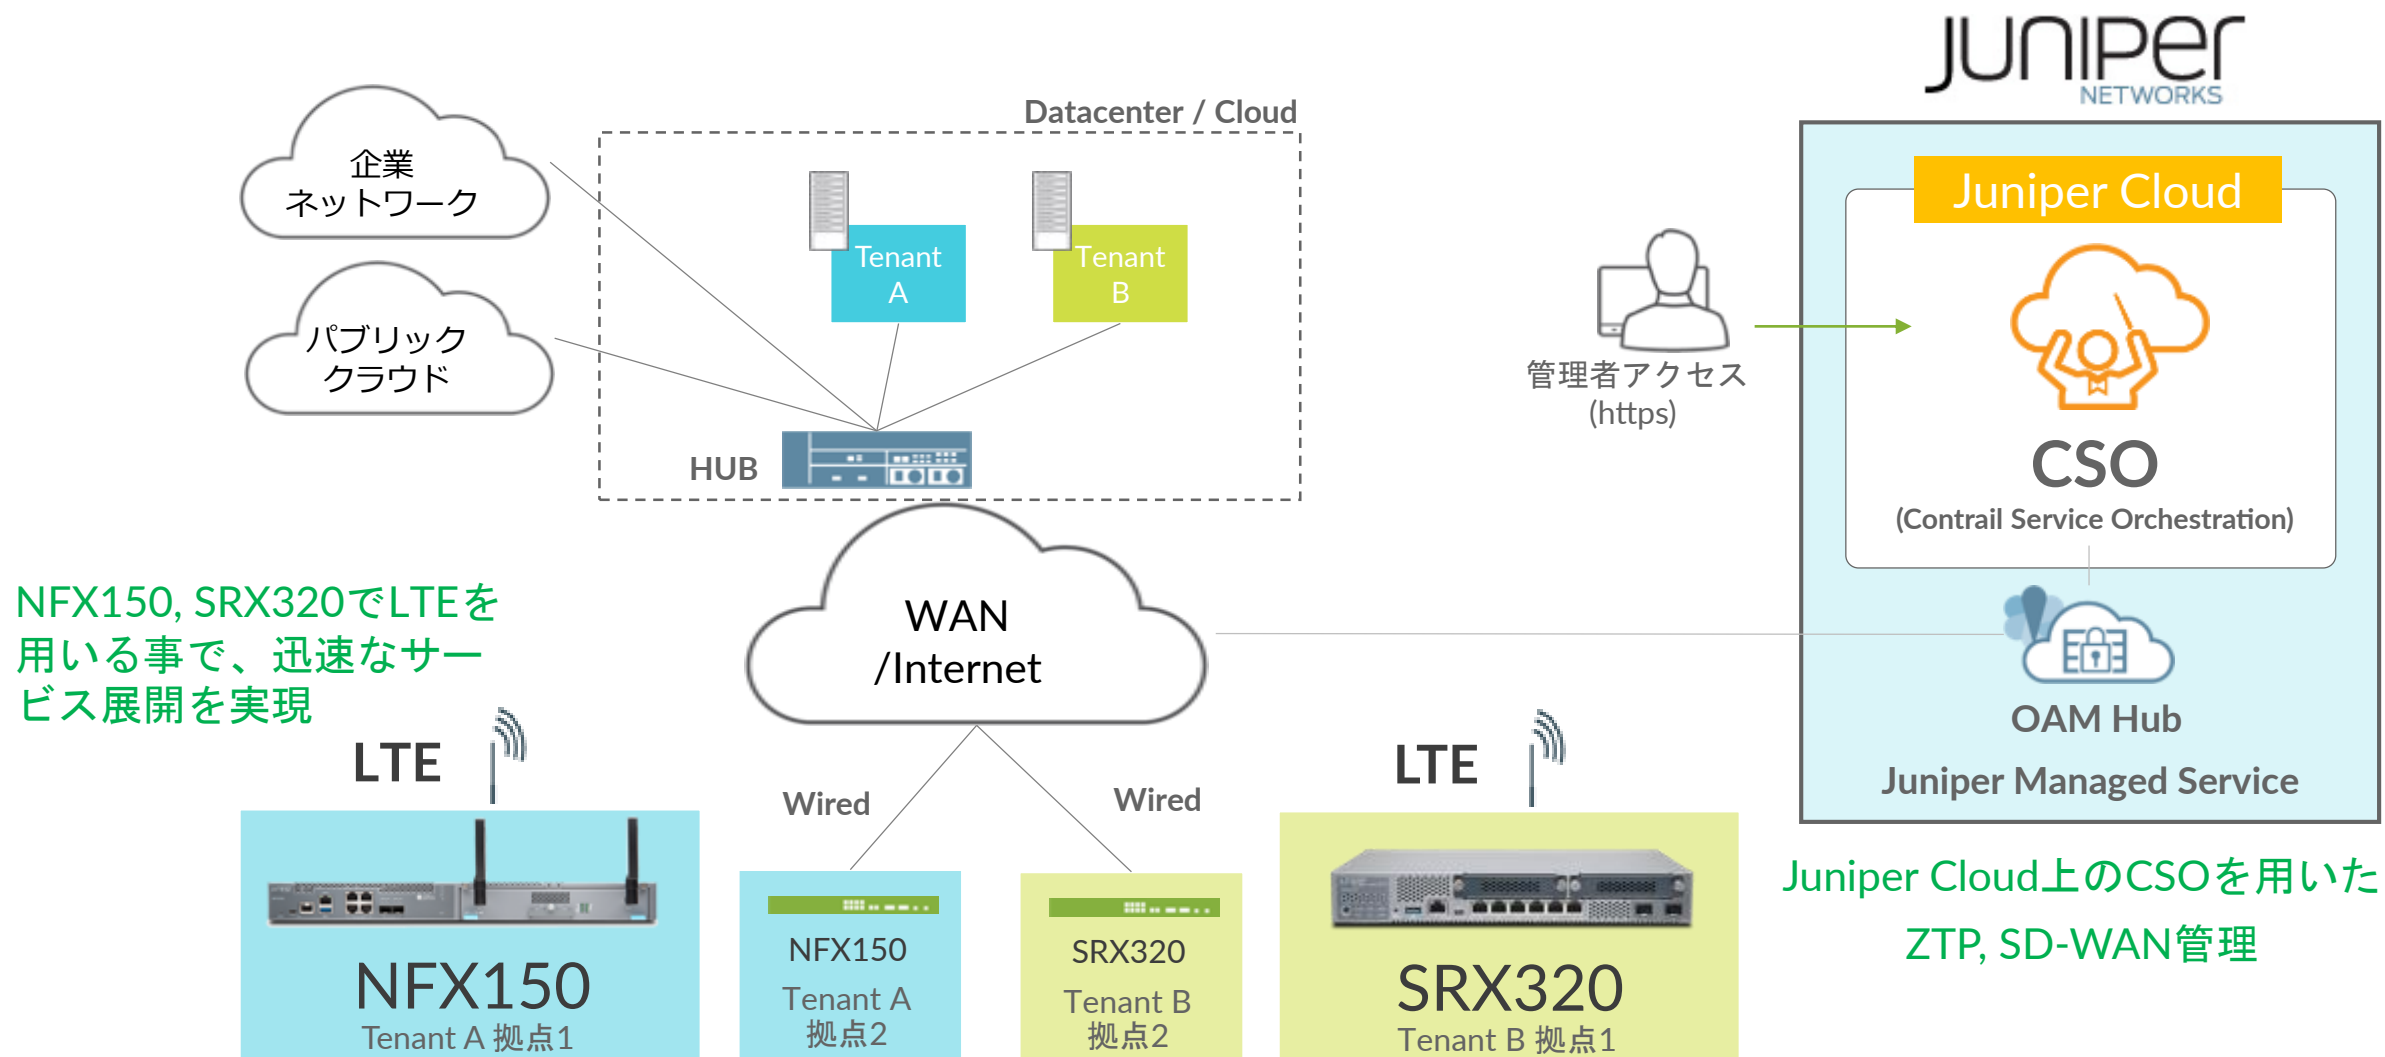 JUNIPER
NETWORKS
Datacenter / Cloud
企業
ネットワーク
パブリック
クラウド
Tenant
A
Tenant
B
HUB
管理者アクセス
(https)
Juniper Cloud
CSO
(Contrail Service Orchestration)
OAM Hub
Juniper Managed Service
WAN
/Internet
NFX150, SRX320でLTEを
用いる事で、迅速なサー
ビス展開を実現
LTE
Wired
Wired
LTE
NFX150
Tenant A 拠点1
NFX150
Tenant A
拠点2
SRX320
Tenant B
拠点2
SRX320
Tenant B 拠点1
Juniper Cloud上のCSOを用いた
ZTP, SD-WAN管理